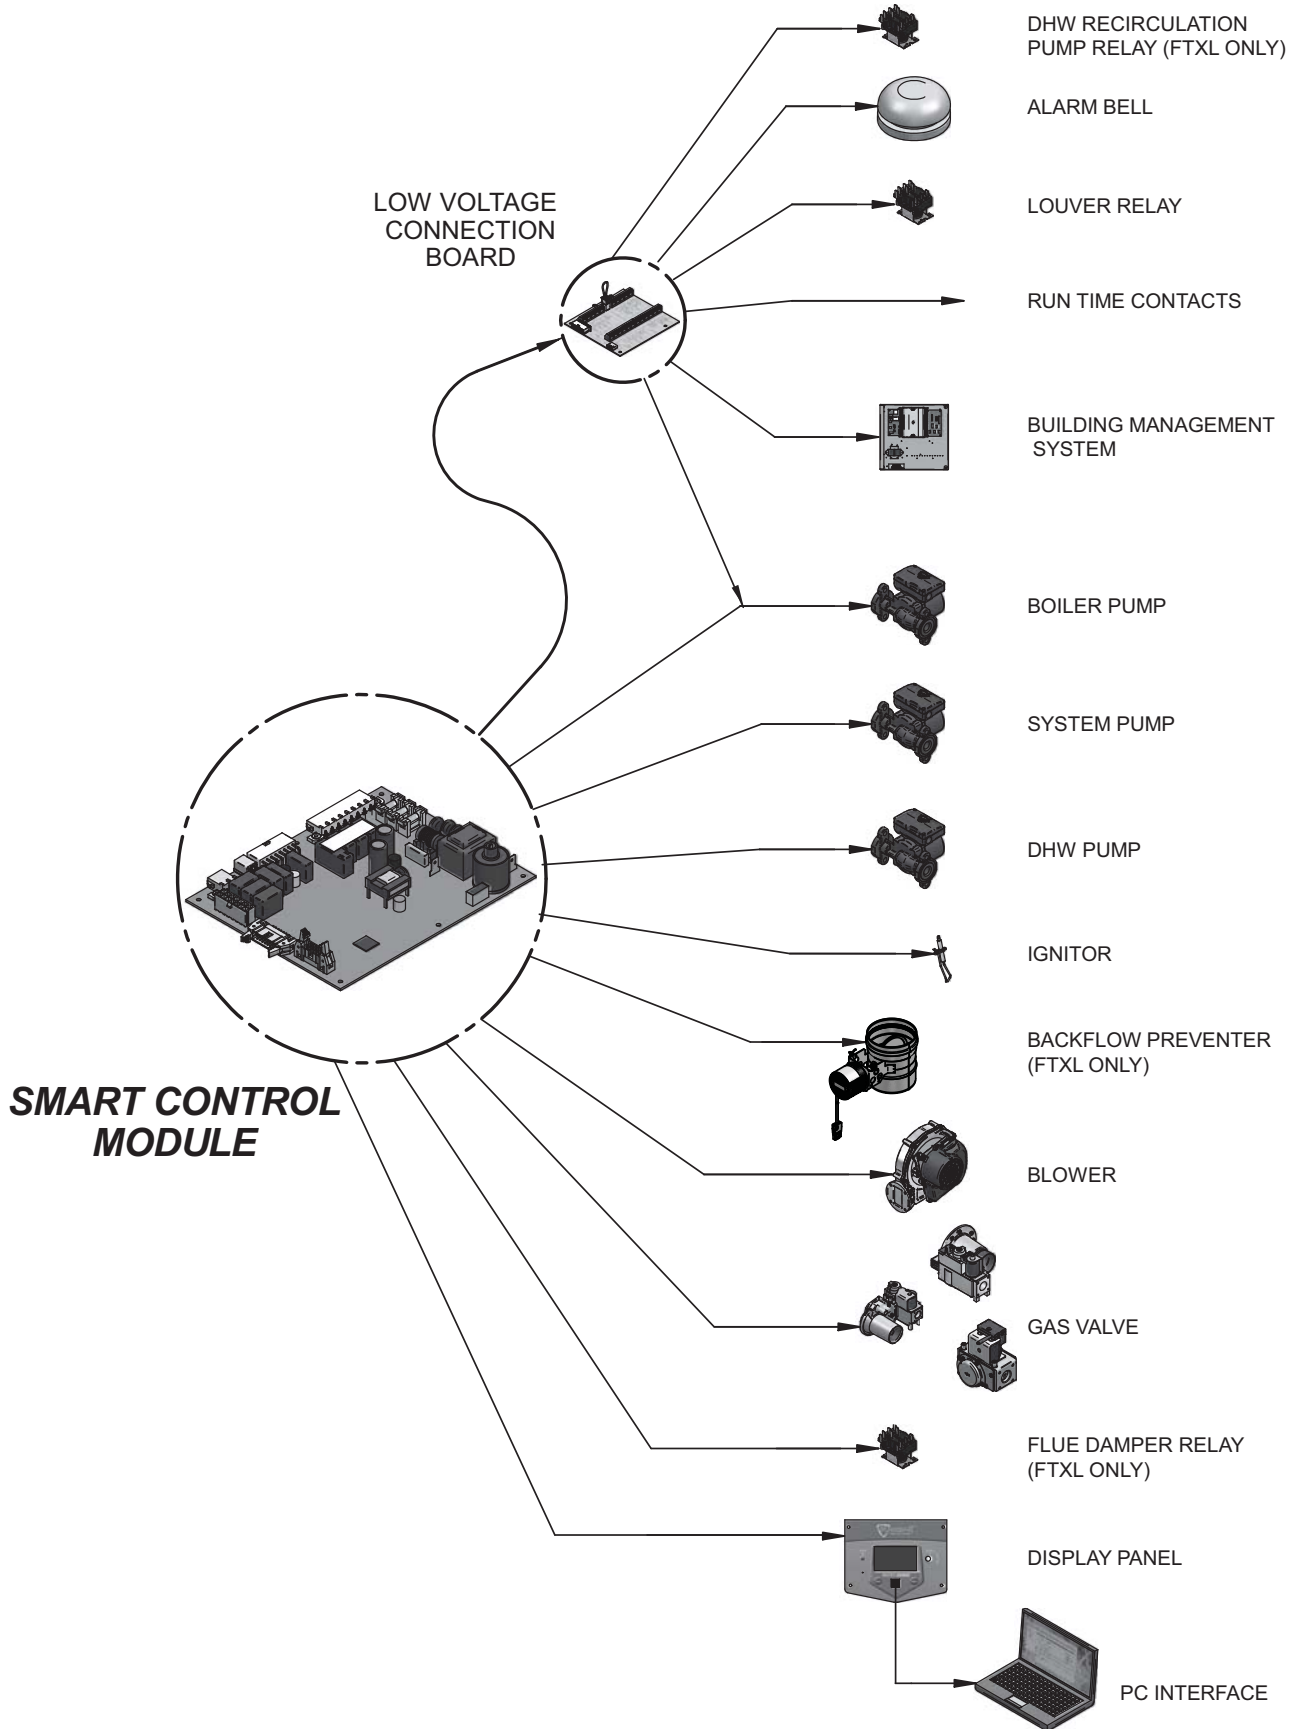 DHW RECIRCULATION
PUMP RELAY (FTXL ONLY)
ALARM BELL
LOW VOLTAGE
CONNECTION
BOARD
LOUVER RELAY
RUN TIME CONTACTS
BUILDING MANAGEMENT
SYSTEM
BOILER PUMP
SYSTEM PUMP
DHW PUMP
IGNITOR
BACKFLOW PREVENTER
(FTXL ONLY)
SMART CONTROL
MODULE
BLOWER
GAS VALVE
FLUE DAMPER RELAY
(FTXL ONLY)
DISPLAY PANEL
PC INTERFACE